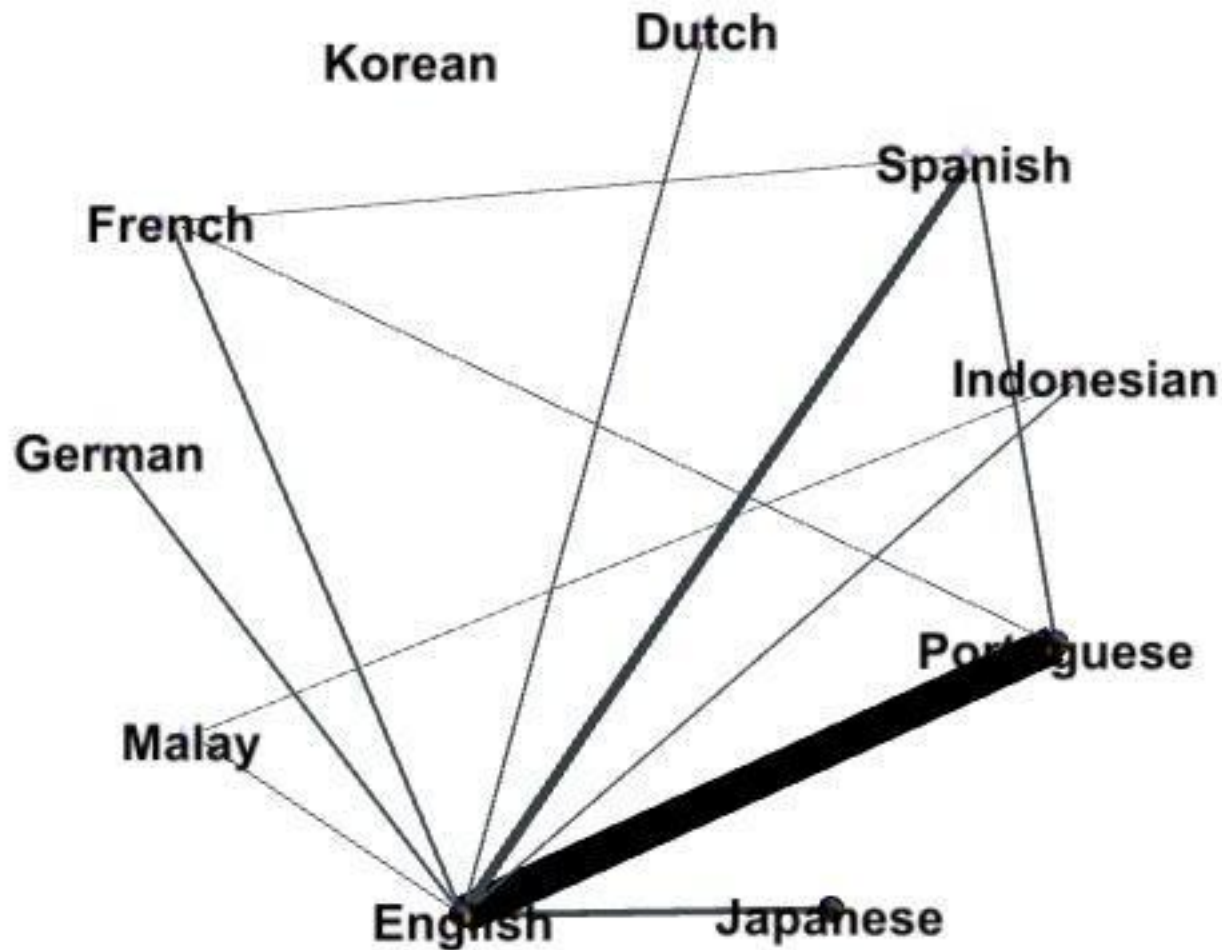 Dutch
Korean
Spanish
French
Indonesian
German
Portuguese
Malay
English
Japanese